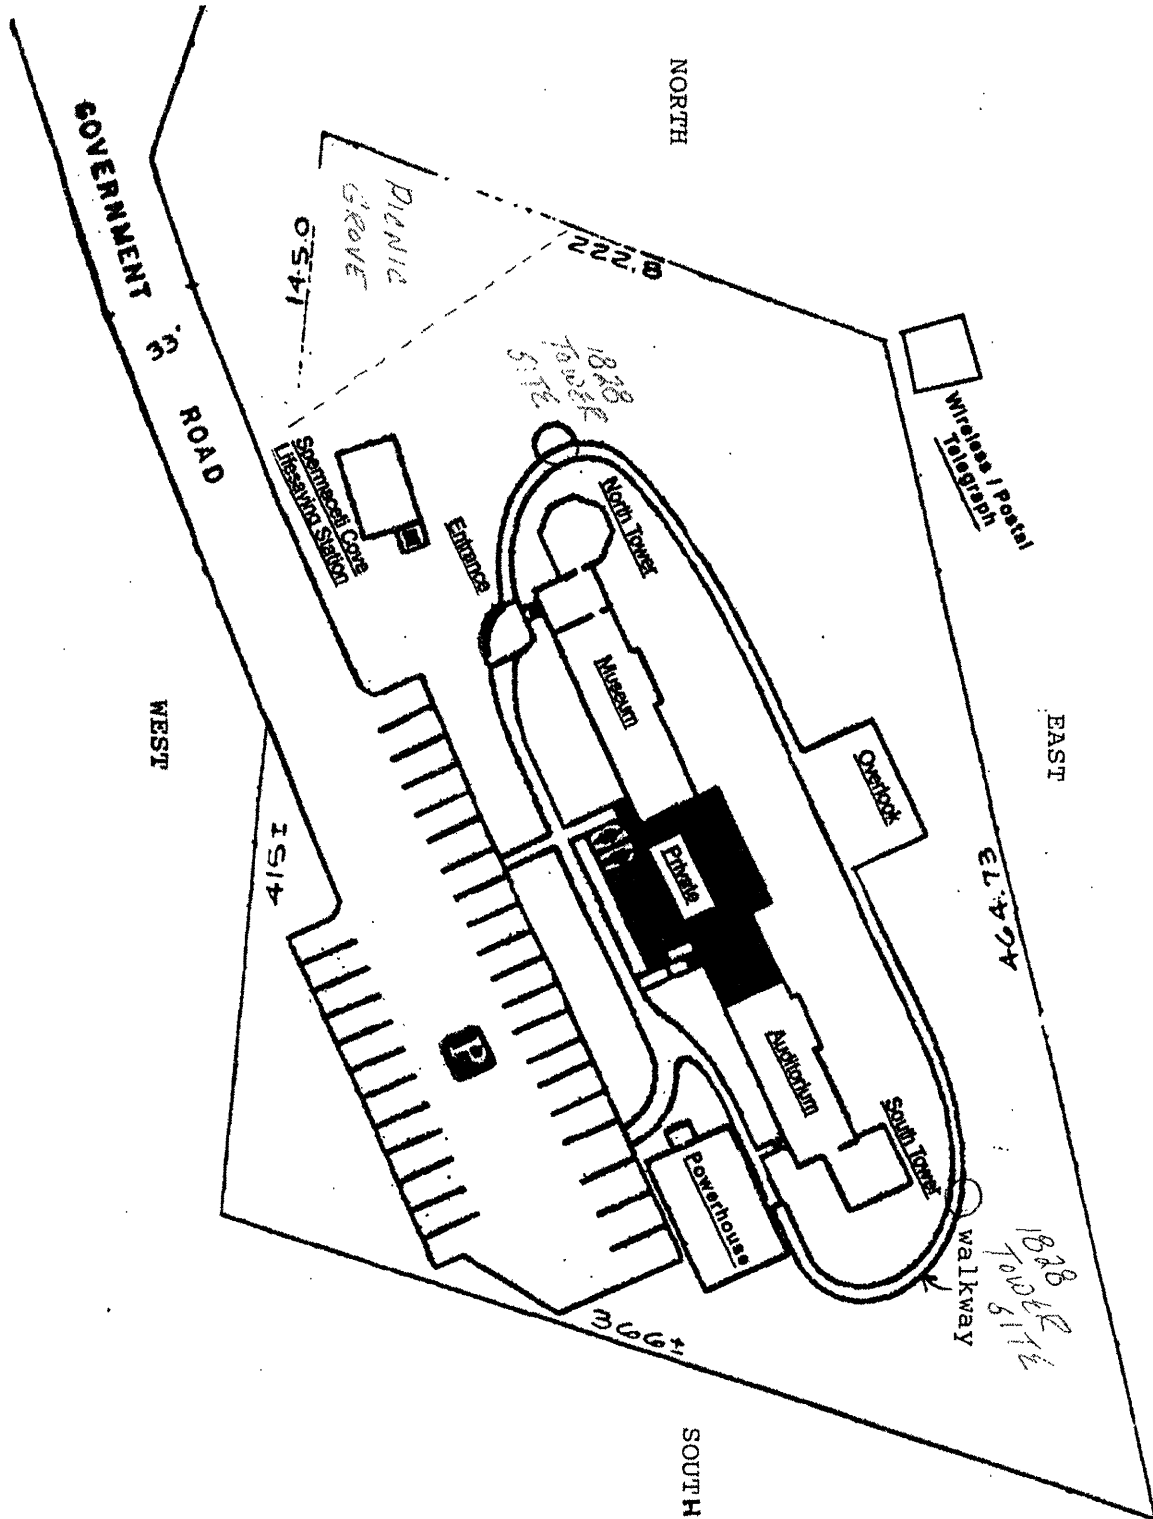 NORTH
GOVERNMENT 33' ROAD
PICNIC
GROVE
145.0
222.8
1828
TOWER
SITE
Wireless / Postal
Telegraph
Spermaceti Cove
Lifesaving Station
Entrance
North Tower
Museum
WEST
EAST
Overlook
Private
464.73
P
Auditorium
South Tower
Powerhouse
walkway
1828
TOWER
SITE
366±
SOUTH